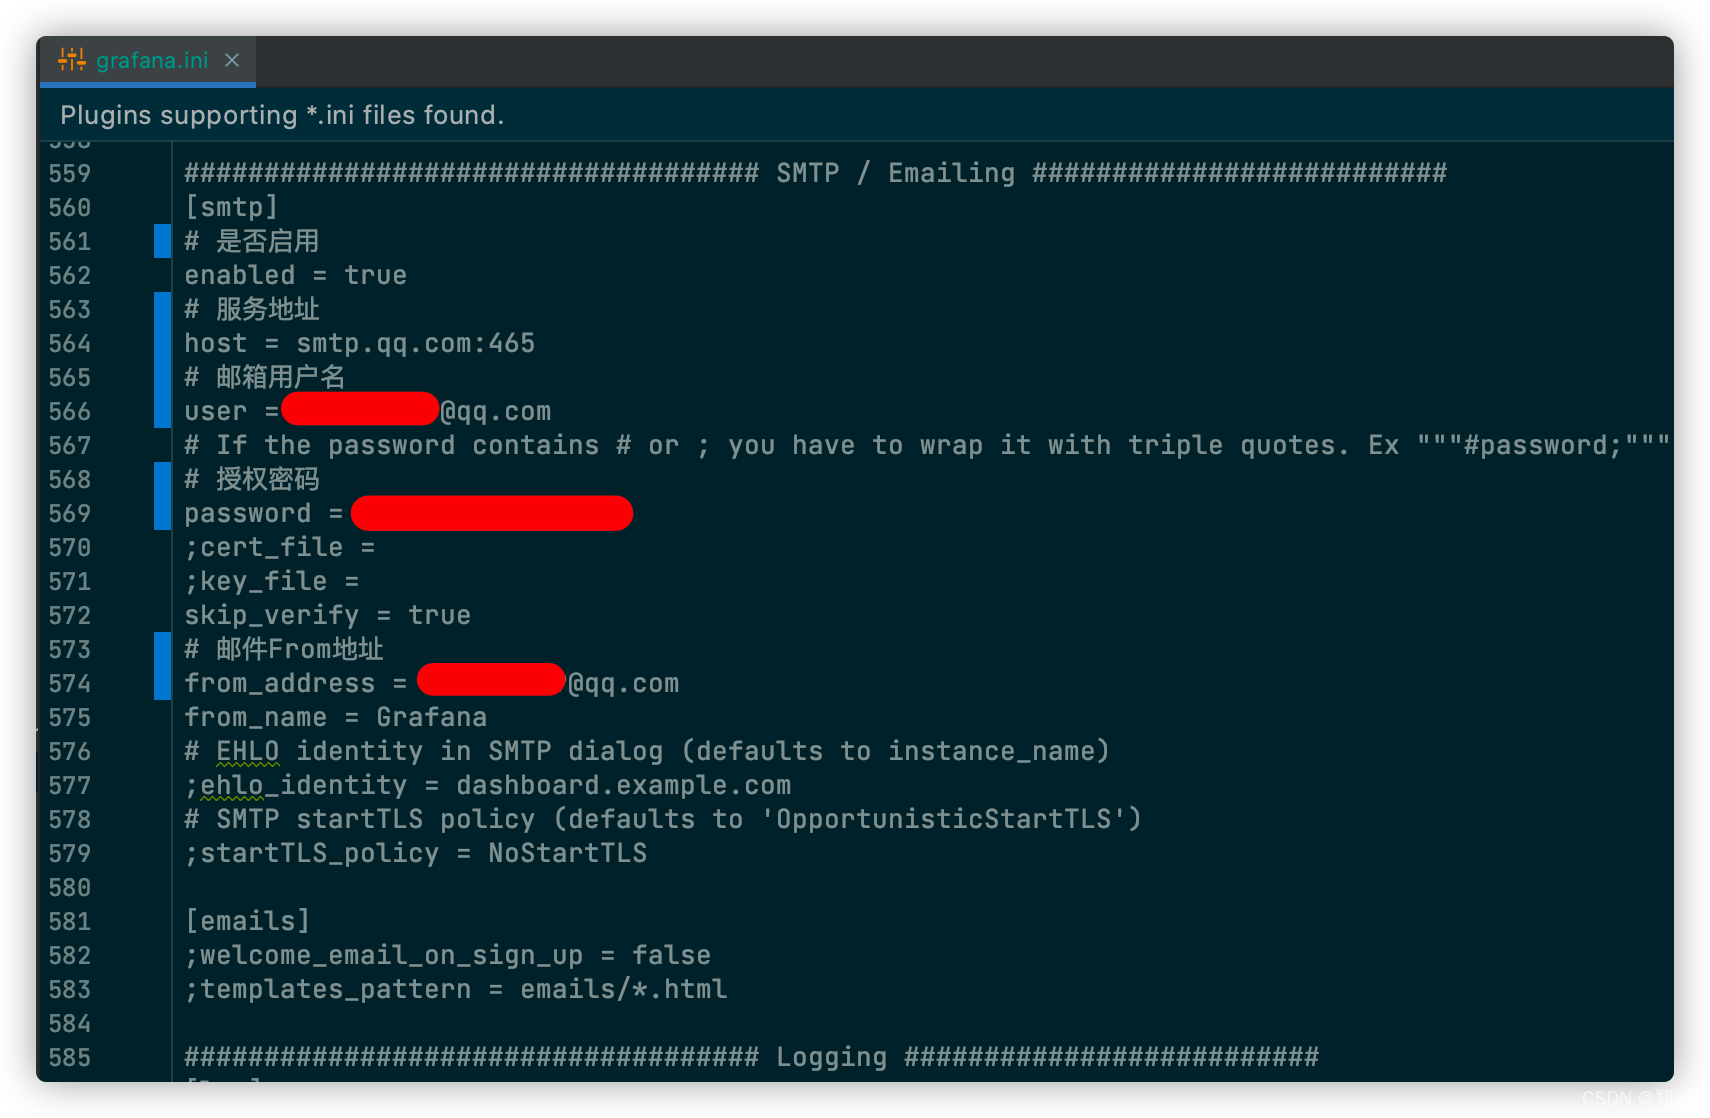 grafana.ini
Plugins supporting *.ini files found.
559 #################################### SMTP / Emailing ##########################
560 [smtp]
561 # 是否启用
562 enabled = true
563 # 服务地址
564 host = smtp.qq.com:465
565 # 邮箱用户名
566 user = @qq.com
567 # If the password contains # or ; you have to wrap it with triple quotes. Ex """#password;"""
568 # 授权密码
569 password =
570 ;cert_file =
571 ;key_file =
572 skip_verify = true
573 # 邮件From地址
574 from_address = @qq.com
575 from_name = Grafana
576 # EHLO identity in SMTP dialog (defaults to instance_name)
577 ;ehlo_identity = dashboard.example.com
578 # SMTP startTLS policy (defaults to 'OpportunisticStartTLS')
579 ;startTLS_policy = NoStartTLS
580
581 [emails]
582 ;welcome_email_on_sign_up = false
583 ;templates_pattern = emails/*.html
584
585 #################################### Logging ##########################
CSDN